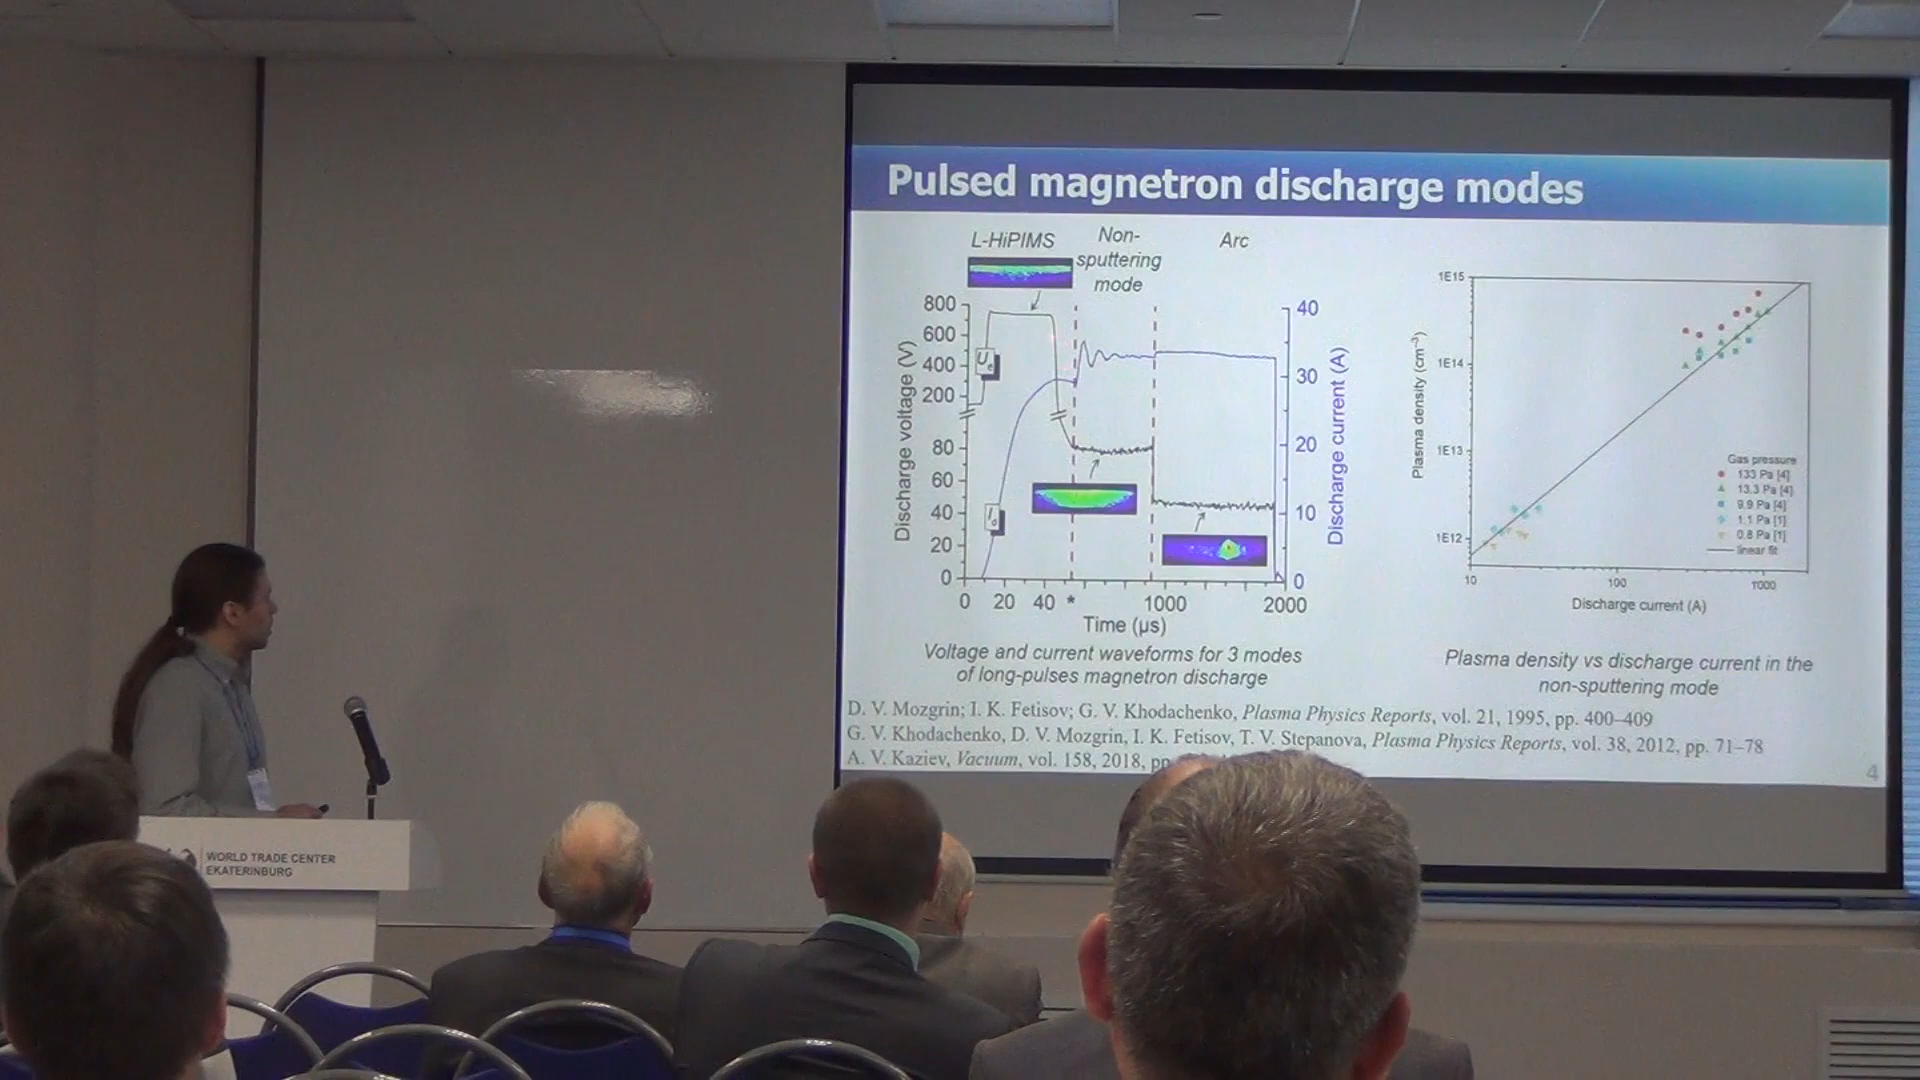 Pulsed magnetron discharge modes
L-HiPIMS
Non-
sputtering
mode
Arc
Discharge voltage (V)
800
600
400
200
80
60
40
20
0
Discharge current (A)
40
30
20
10
0
0 20 40 * 1000 2000
Time (µs)
Voltage and current waveforms for 3 modes
of long-pulses magnetron discharge
Plasma density (cm⁻³)
1E15
1E14
1E13
1E12
Gas pressure
133 Pa [4]
13.3 Pa [4]
9.9 Pa [4]
1.1 Pa [1]
0.8 Pa [1]
linear fit
10 100 1000
Discharge current (A)
Plasma density vs discharge current in the
non-sputtering mode
D. V. Mozgrin; I. K. Fetisov; G. V. Khodachenko, Plasma Physics Reports, vol. 21, 1995, pp. 400–409
G. V. Khodachenko, D. V. Mozgrin, I. K. Fetisov, T. V. Stepanova, Plasma Physics Reports, vol. 38, 2012, pp. 71–78
A. V. Kaziev, Vacuum, vol. 158, 2018, pp
4
WORLD TRADE CENTER
EKATERINBURG